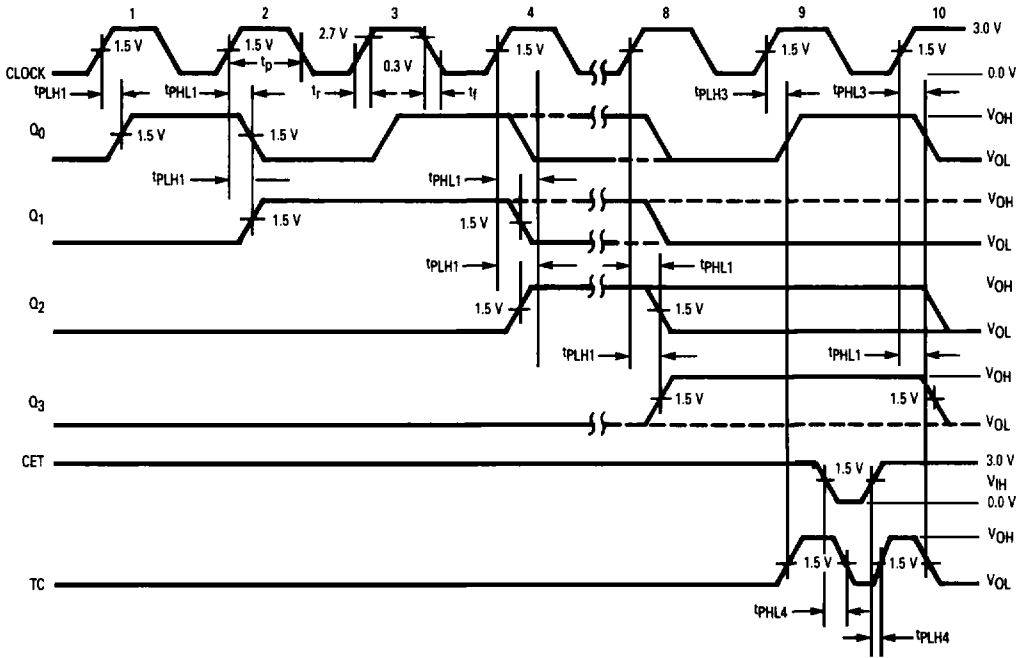 1 2 3 4 8 9 10
2.7 V 3.0 V
1.5 V 1.5 V 1.5 V 1.5 V 1.5 V
tp 0.3 V
CLOCK 0.0 V
tPLH1 tPHL1 tr tf tPLH3 tPHL3
VOH
Q0 1.5 V 1.5 V
VOL
tPLH1 tPHL1
VOH
Q1 1.5 V 1.5 V
VOL
tPLH1 tPHL1
VOH
Q2 1.5 V 1.5 V
VOL
tPLH1 tPHL1
VOH
Q3 1.5 V 1.5 V
VOL
CET 3.0 V
1.5 V VIH
0.0 V
VOH
1.5 V 1.5 V
TC VOL
tPHL4
tPLH4